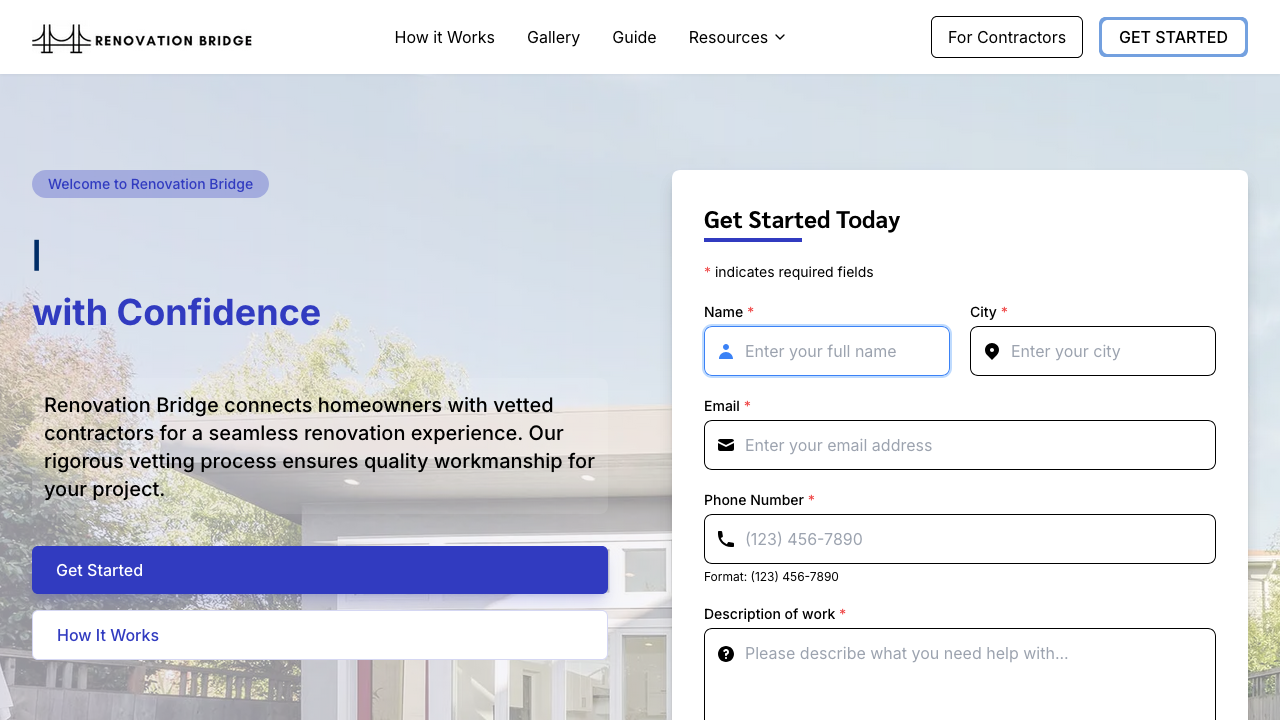 RENOVATION BRIDGE
How it Works
Gallery
Guide
Resources
For Contractors
GET STARTED
Welcome to Renovation Bridge
with Confidence
Renovation Bridge connects homeowners with vetted
contractors for a seamless renovation experience. Our
rigorous vetting process ensures quality workmanship for
your project.
Get Started
How It Works
Get Started Today
* indicates required fields
Name *
Enter your full name
City *
Enter your city
Email *
Enter your email address
Phone Number *
(123) 456-7890
Format: (123) 456-7890
Description of work *
Please describe what you need help with...